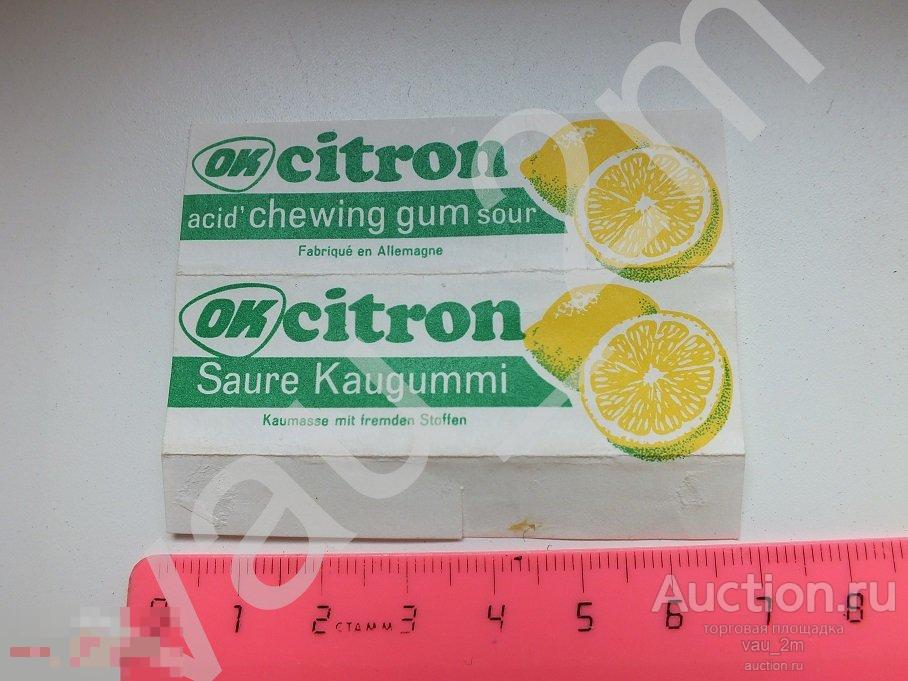 OK citron
acid' chewing gum sour
Fabriqué en Allemagne
OK citron
Saure Kaugummi
Kaumasse mit fremden Stoffen
0 1 2 СТАММ 3 4 5 6 7 8
Auction.ru
торговая площадка
vau_2m
auction.ru
vau_2m